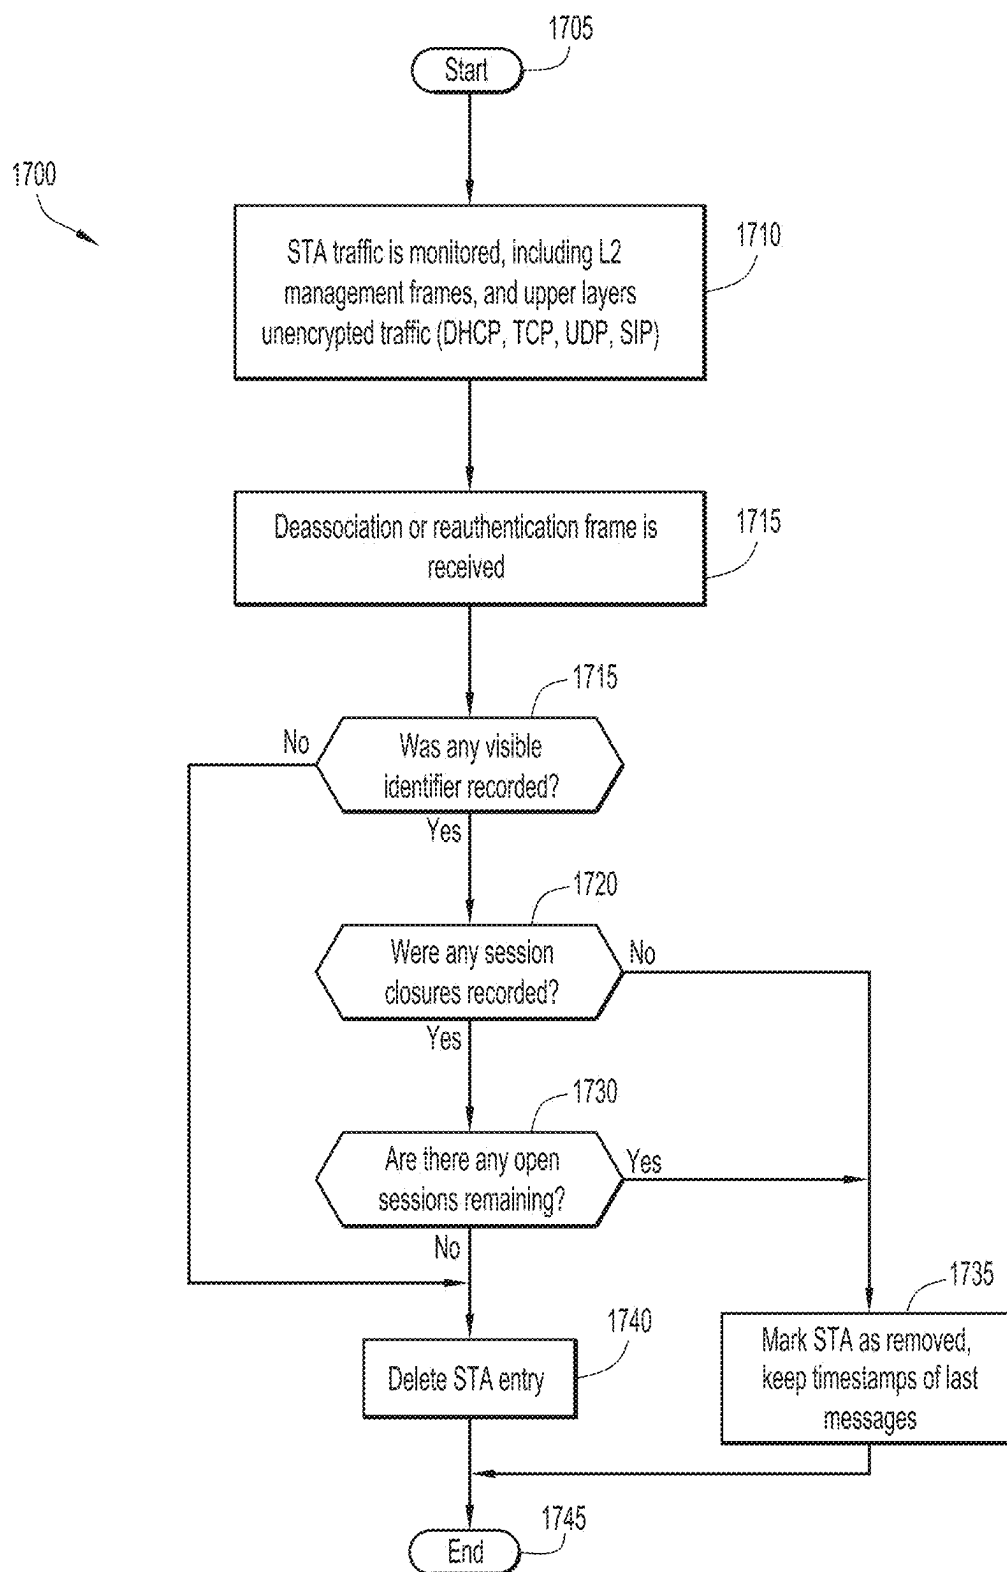 1705
Start
1700
1710
STA traffic is monitored, including L2
management frames, and upper layers
unencrypted traffic (DHCP, TCP, UDP, SIP)
1715
Deassociation or reauthentication frame is
received
1715
No
Was any visible
identifier recorded?
Yes
1720
Were any session
closures recorded?
No
Yes
1730
Are there any open
sessions remaining?
Yes
No
1735
1740
Mark STA as removed,
keep timestamps of last
messages
Delete STA entry
1745
End